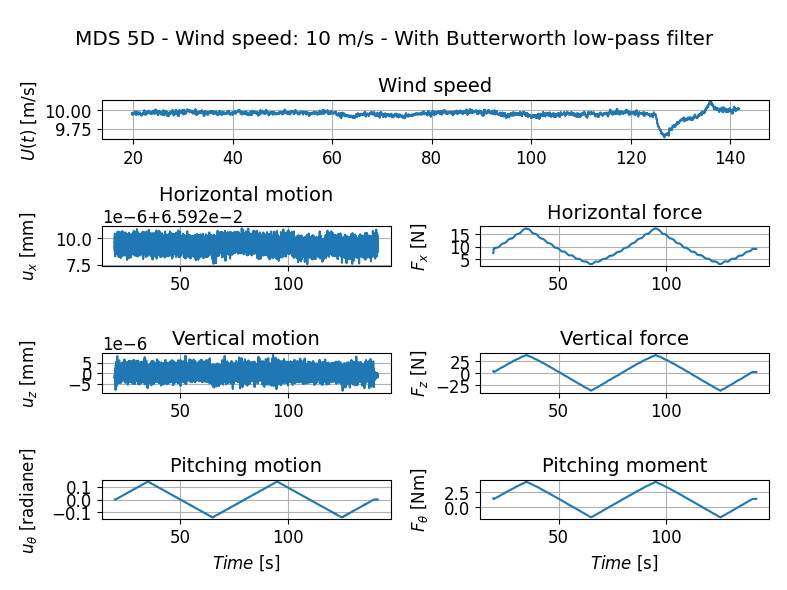 MDS 5D - Wind speed: 10 m/s - With Butterworth low-pass filter
Wind speed
U(t) [m/s]
10.00
9.75
20 40 60 80 100 120 140
Horizontal motion
1e-6+6.592e-2
u_x [mm]
10.0
7.5
50 100
Horizontal force
F_x [N]
15
10
5
50 100
Vertical motion
1e-6
u_z [mm]
5
0
−5
50 100
Vertical force
F_z [N]
25
0
−25
50 100
Pitching motion
u_θ [radianer]
0.1
0.0
−0.1
50 100
Time [s]
Pitching moment
F_θ [Nm]
2.5
0.0
50 100
Time [s]